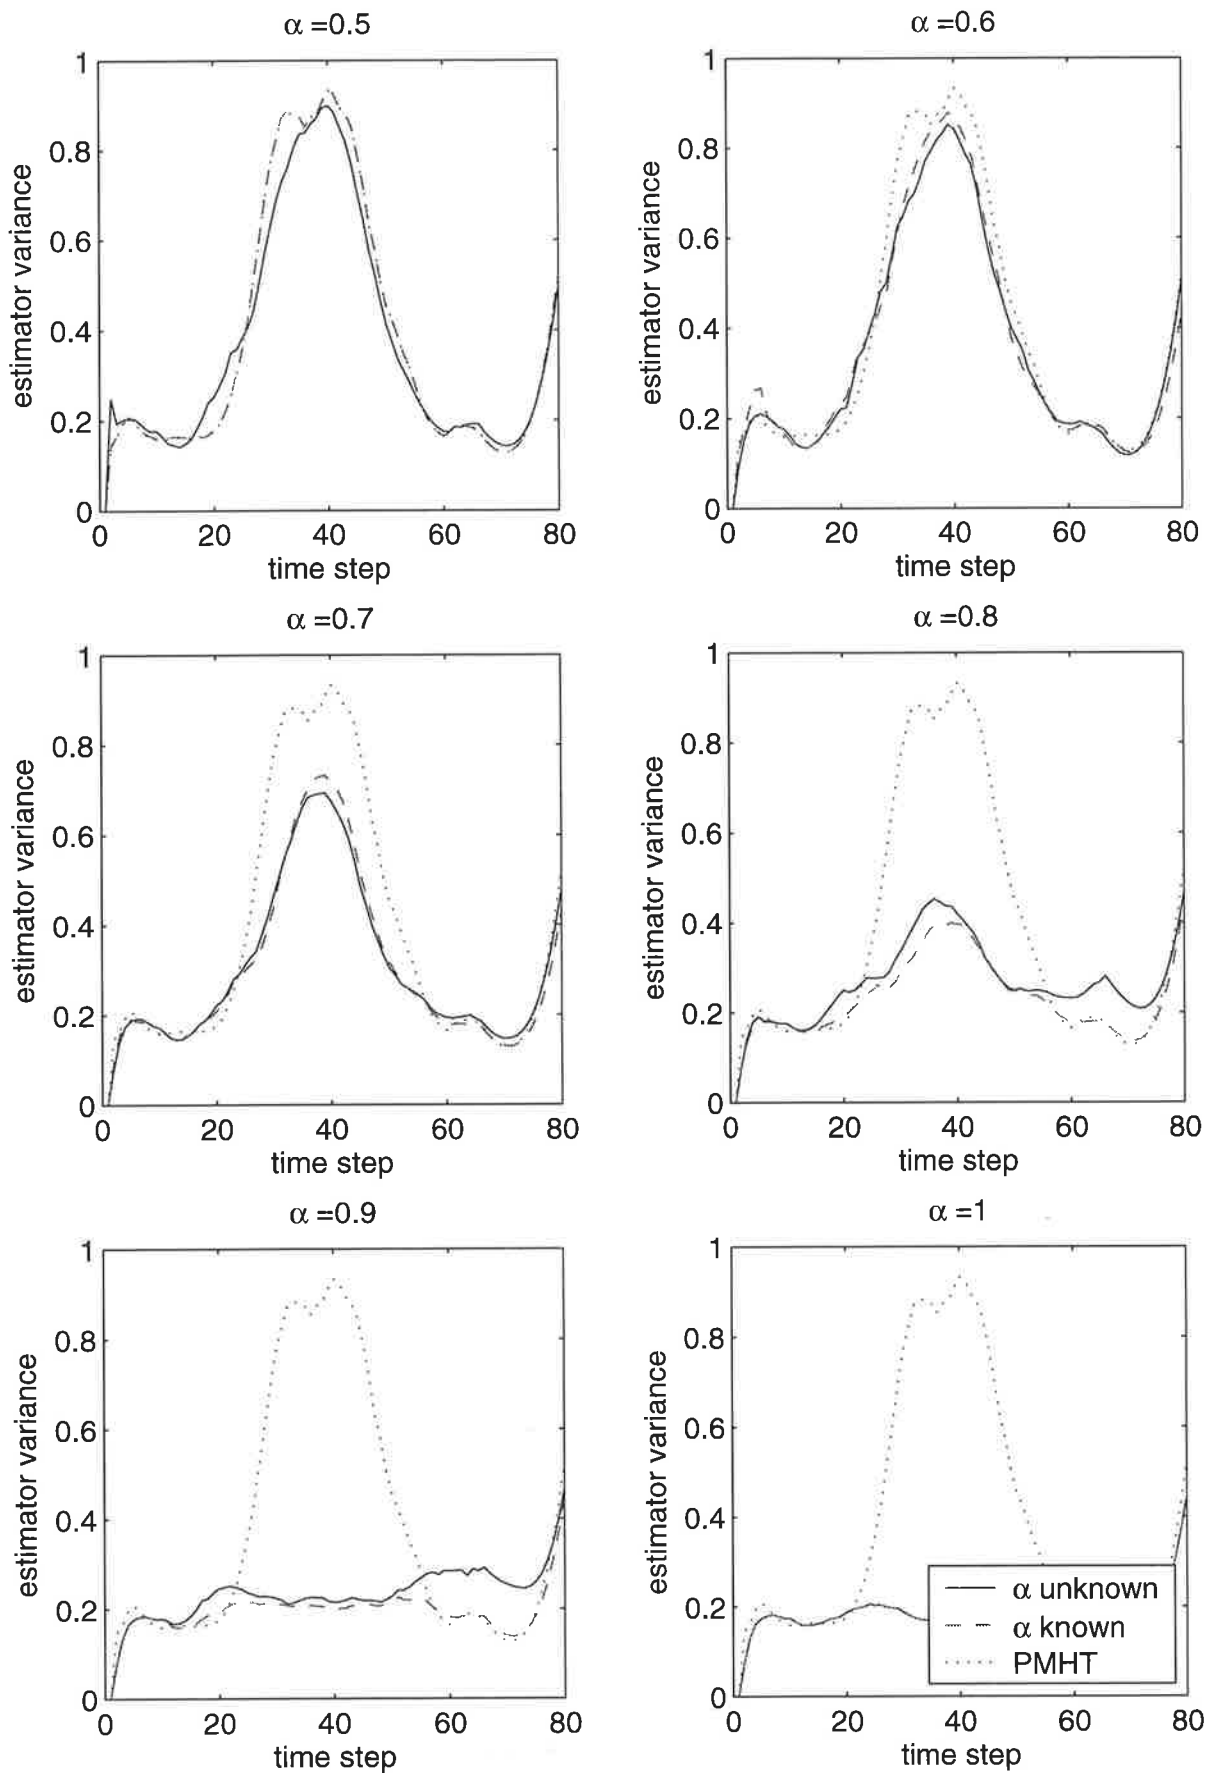 α =0.5
1
0.8
0.6
0.4
0.2
0
0 20 40 60 80
time step
estimator variance
α =0.6
1
0.8
0.6
0.4
0.2
0
0 20 40 60 80
time step
estimator variance
α =0.7
1
0.8
0.6
0.4
0.2
0
0 20 40 60 80
time step
estimator variance
α =0.8
1
0.8
0.6
0.4
0.2
0
0 20 40 60 80
time step
estimator variance
α =0.9
1
0.8
0.6
0.4
0.2
0
0 20 40 60 80
time step
estimator variance
α =1
1
0.8
0.6
0.4
0.2
0
0 20 40 60 80
time step
estimator variance
α unknown
α known
PMHT